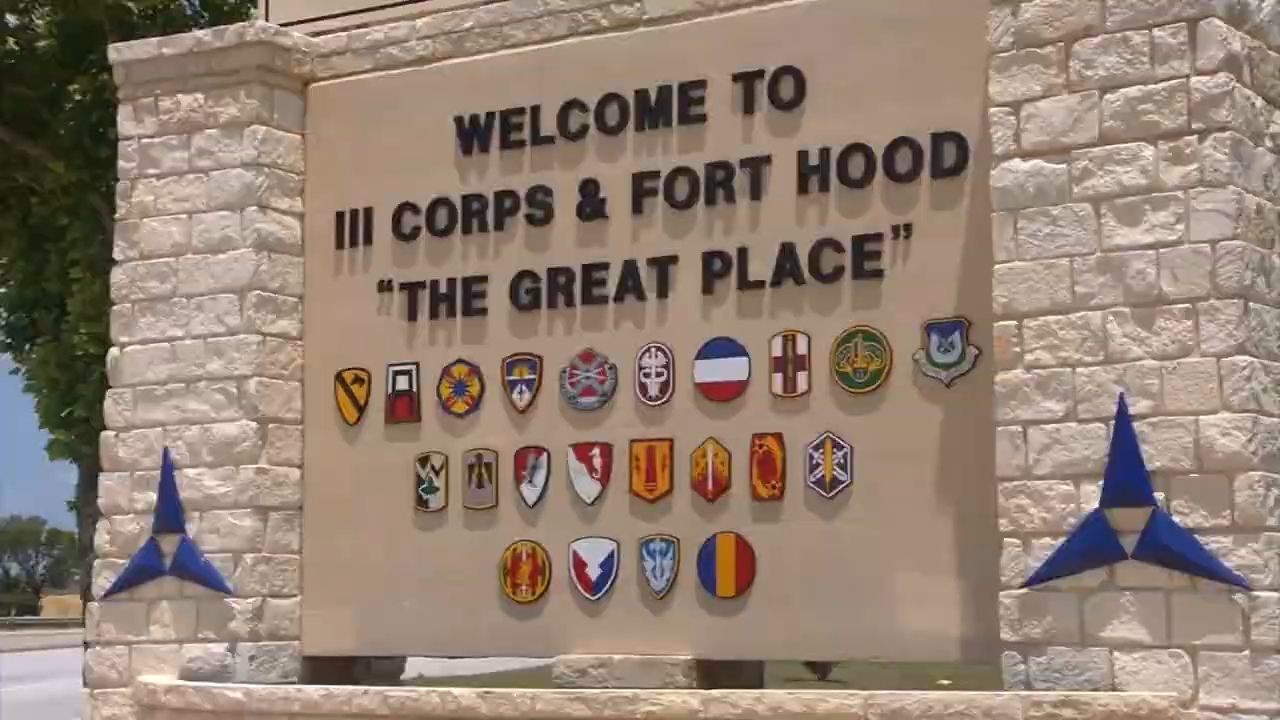 WELCOME TO
III CORPS & FORT HOOD
“THE GREAT PLACE”